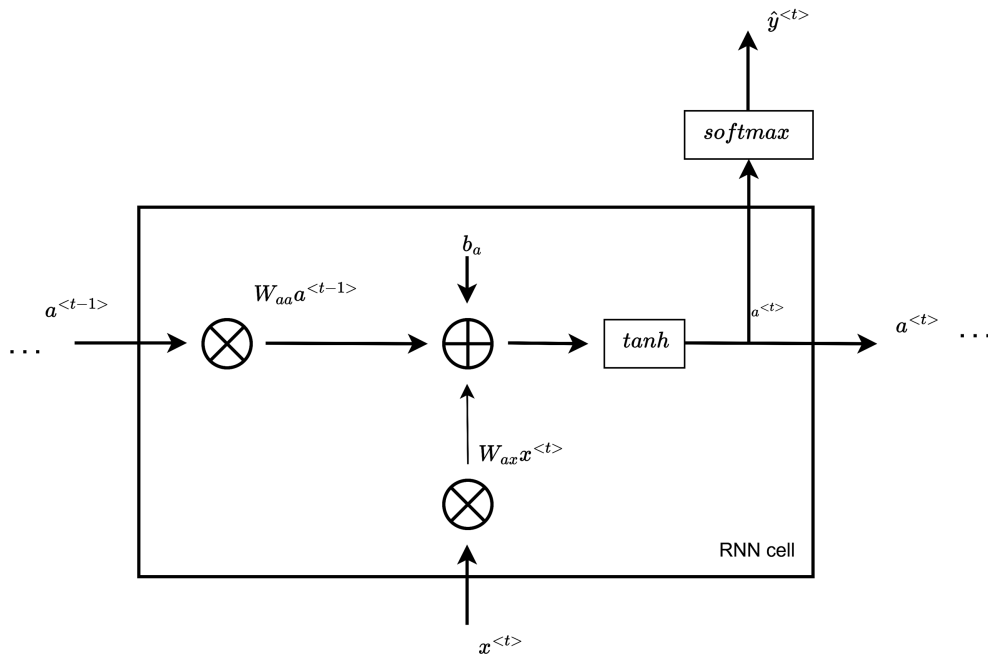 ŷ<t>
softmax
b_a
W_aa a<t-1>
a<t-1>
a<t>
a<t>
...
tanh
...
W_ax x<t>
RNN cell
x<t>